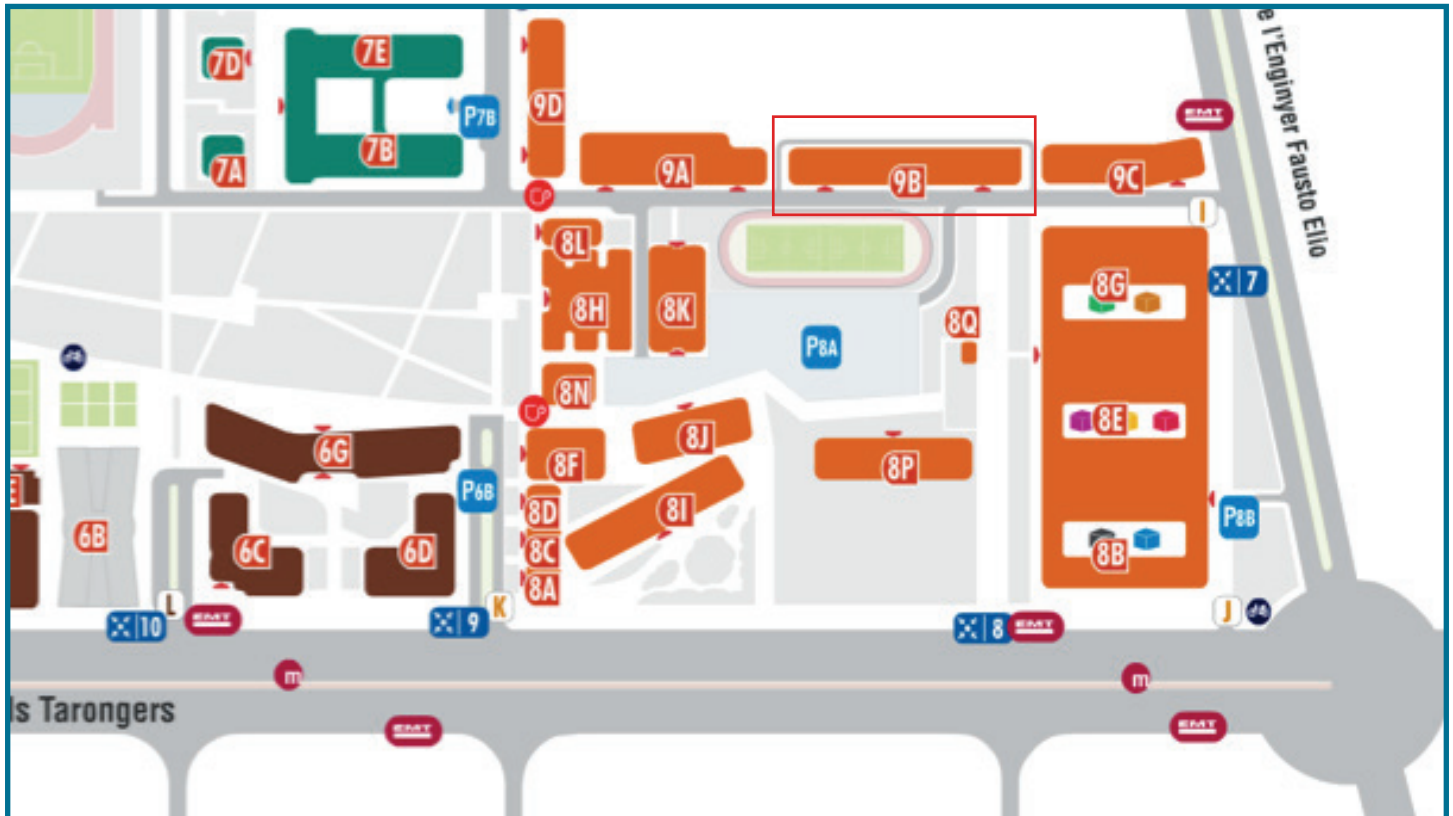 e l'Enginyer Fausto Elio
7D
7E
P7B
9D
EMT
7A
7B
9A
9B
9C
I
8L
8G
7
8H
8K
8Q
P8A
8N
8E
6G
8J
8F
8P
P6B
8D
8I
P8B
6B
6C
6D
8C
8B
8A
L
K
J
10
EMT
9
8
EMT
m
m
ls Tarongers
EMT
EMT